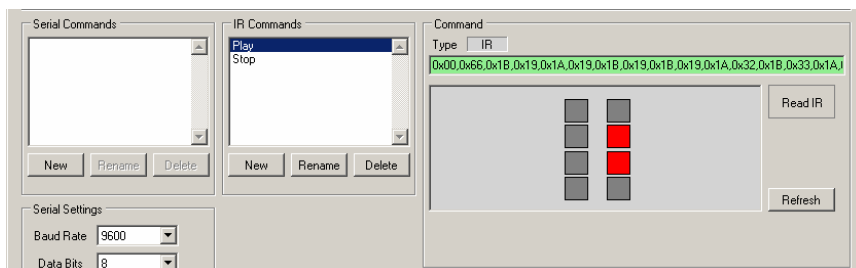 Serial Commands
IR Commands
Play
Stop
Command
Type IR
0x00,0x66,0x1B,0x19,0x1A,0x19,0x1B,0x19,0x1B,0x19,0x1A,0x32,0x1B,0x33,0x1A,
Read IR
New Rename Delete
New Rename Delete
Refresh
Serial Settings
Baud Rate 9600
Data Bits 8